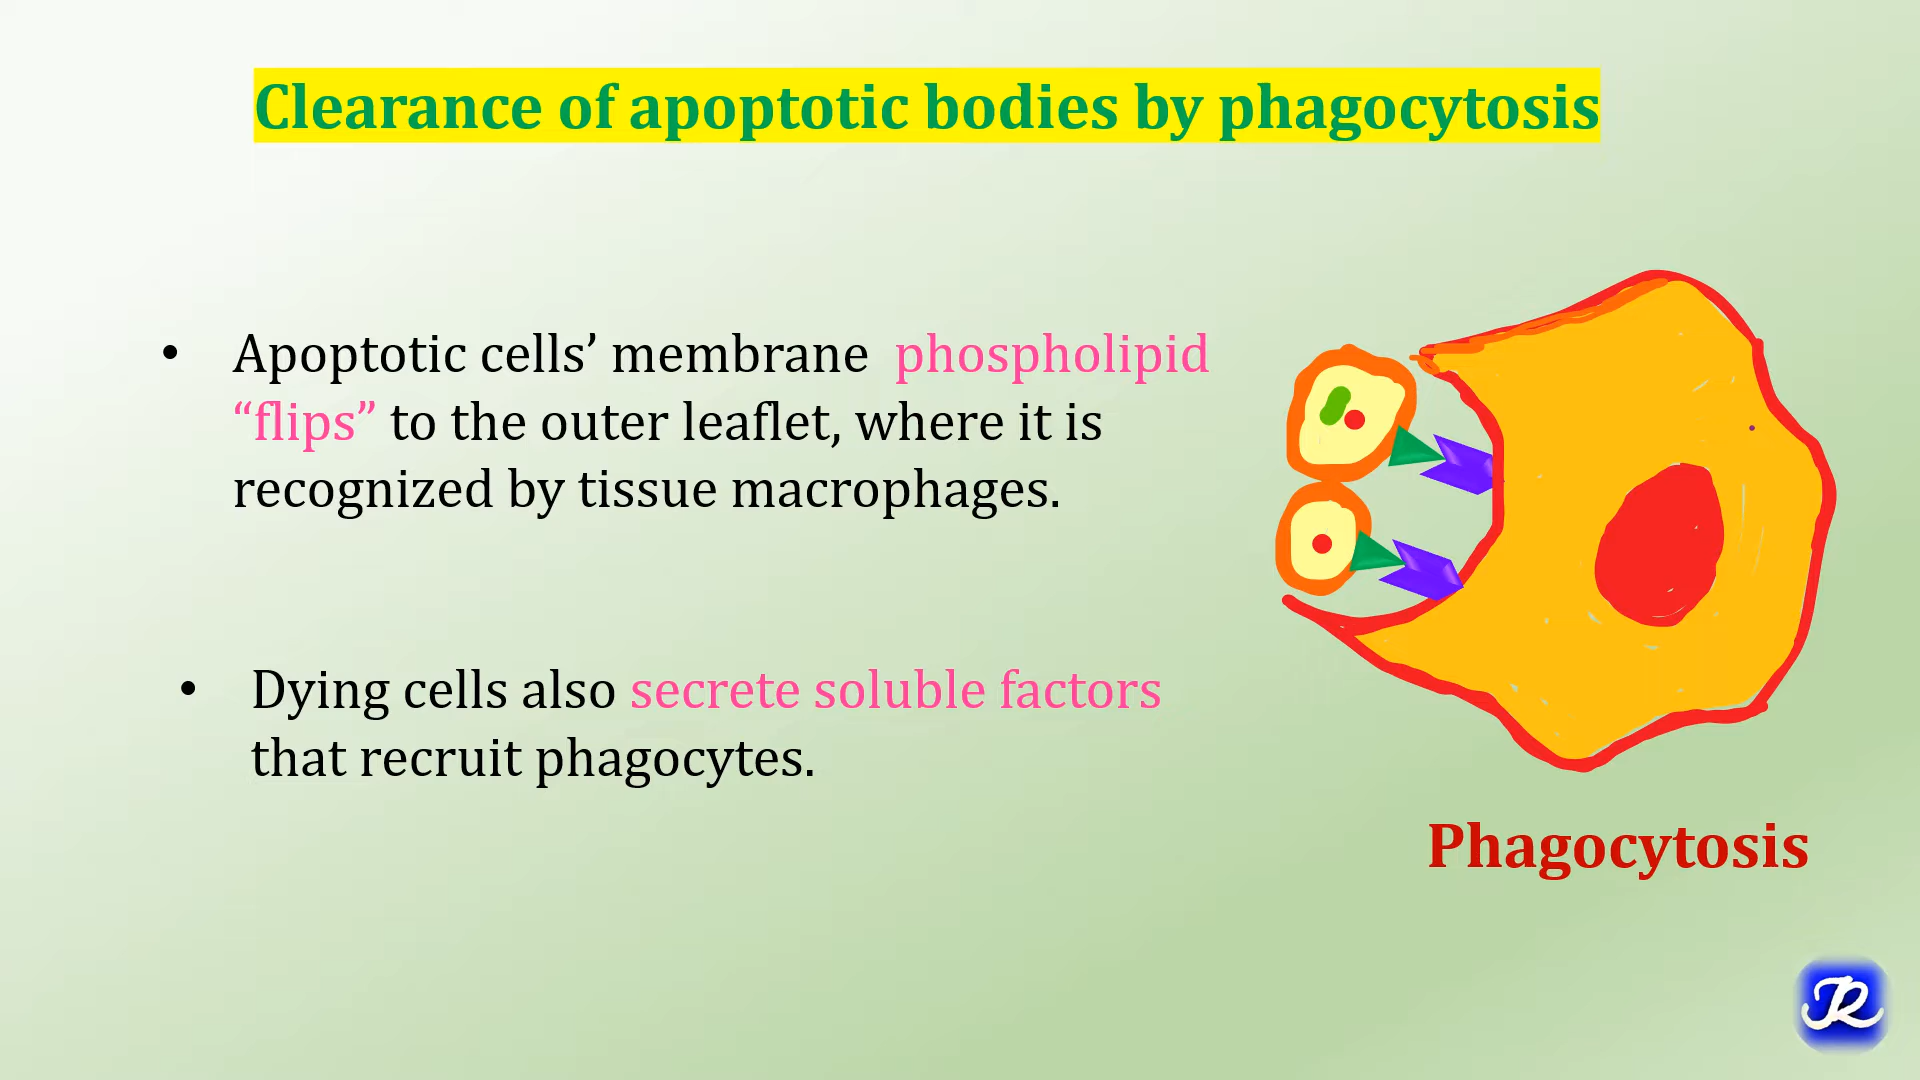 Clearance of apoptotic bodies by phagocytosis
• Apoptotic cells’ membrane phospholipid
“flips” to the outer leaflet, where it is
recognized by tissue macrophages.
• Dying cells also secrete soluble factors
that recruit phagocytes.
Phagocytosis
JR